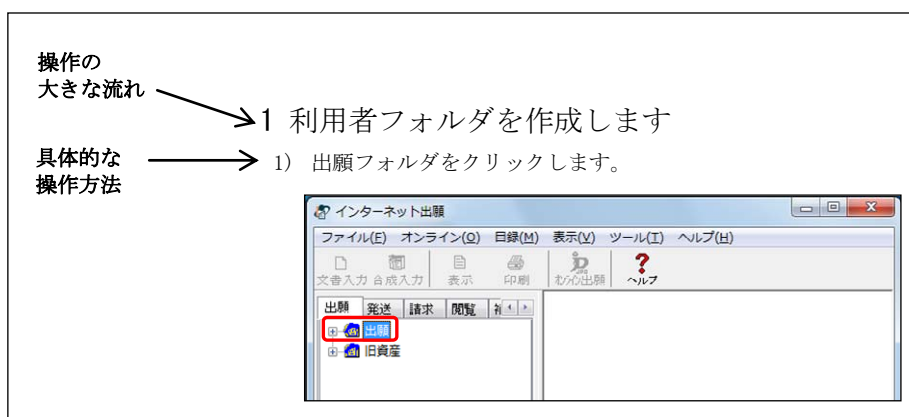 操作の
大きな流れ
1 利用者フォルダを作成します
具体的な
操作方法
1) 出願フォルダをクリックします。
インターネット出願
ファイル(F) オンライン(O) 目録(M) 表示(V) ツール(T) ヘルプ(H)
文書入力 合成入力 表示 印刷 かんたん出願 ヘルプ
出願 発送 請求 閲覧
出願
旧資産